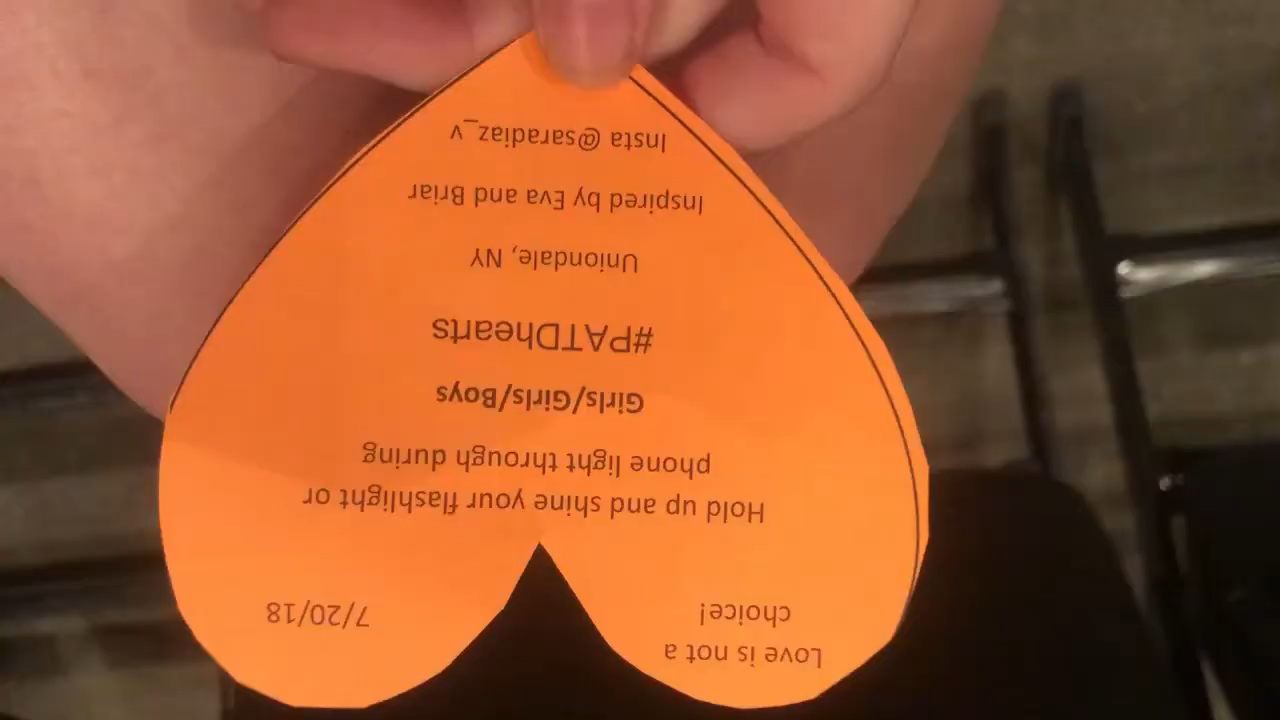 Love is not a
choice!
7/20/18
Hold up and shine your flashlight or
phone light through during
Girls/Girls/Boys
#PATDhearts
Uniondale, NY
Inspired by Eva and Briar
Insta @saradiaz_v